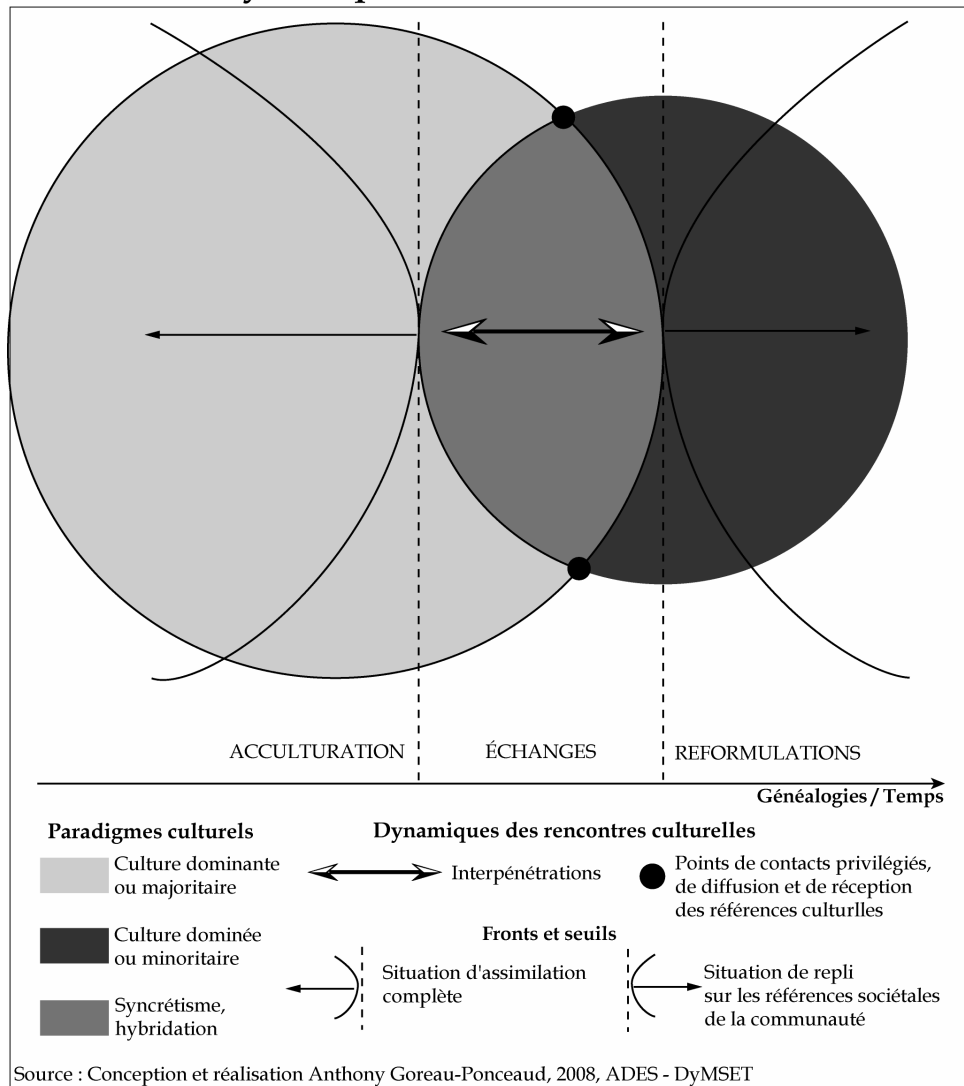 ACCULTURATION
ÉCHANGES
REFORMULATIONS
Généalogies / Temps
Paradigmes culturels
Dynamiques des rencontres culturelles
Culture dominante
ou majoritaire
Interpénétrations
Points de contacts privilégiés,
de diffusion et de réception
des référence culturlles
Culture dominée
ou minoritaire
Fronts et seuils
Situation d'assimilation
complète
Situation de repli
sur les références sociétales
de la communauté
Syncrétisme,
hybridation
Source : Conception et réalisation Anthony Goreau-Ponceaud, 2008, ADES - DyMSET